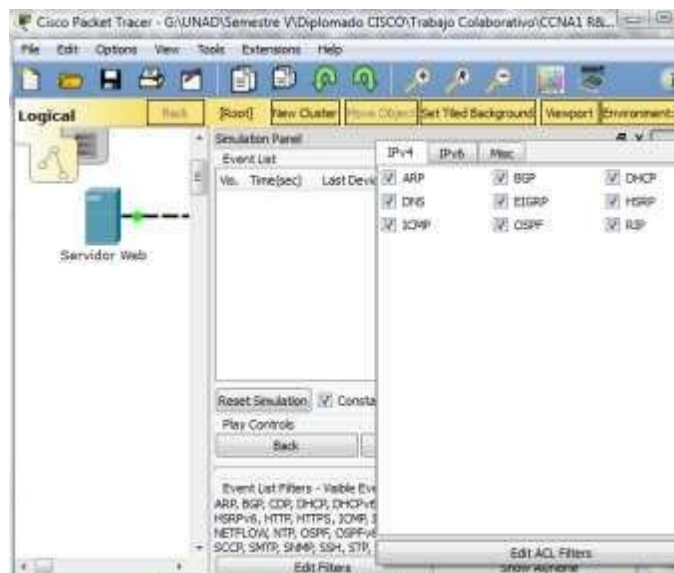 Cisco Packet Tracer - G:\UNAD\Semestre V\Diplomado CISCO\Trabajo Colaborativo\CCNA1 R&...
File Edit Options View Tools Extensions Help
Logical Back [Root] New Cluster Move Object Set Tiled Background Viewport Environment:
Simulation Panel
Event List
Vis. Time(sec) Last Devic
IPv4 IPv6 Misc
ARP BGP DHCP
DNS EIGRP HSRP
ICMP OSPF RIP
Servidor Web
Reset Simulation Consta
Play Controls
Back
Event List Filters - Visible Eve
ARP, BGP, CDP, DHCP, DHCPv6
HSRPv6, HTTP, HTTPS, ICMP, I
NETFLOW, NTP, OSPF, OSPFv6
SCCP, SMTP, SNMP, SSH, STP,
Edit ACL Filters
Edit Filters Show All/None